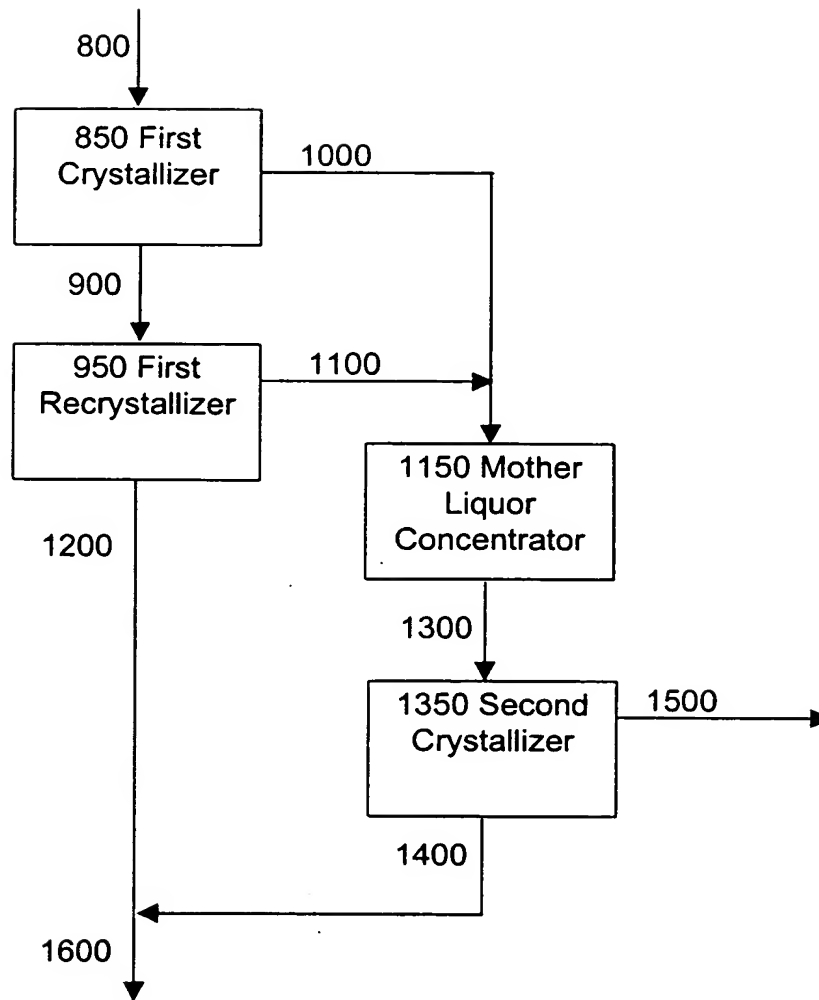 800
850 First
Crystallizer
1000
900
950 First
Recrystallizer
1100
1150 Mother
Liquor
Concentrator
1200
1300
1350 Second
Crystallizer
1500
1400
1600